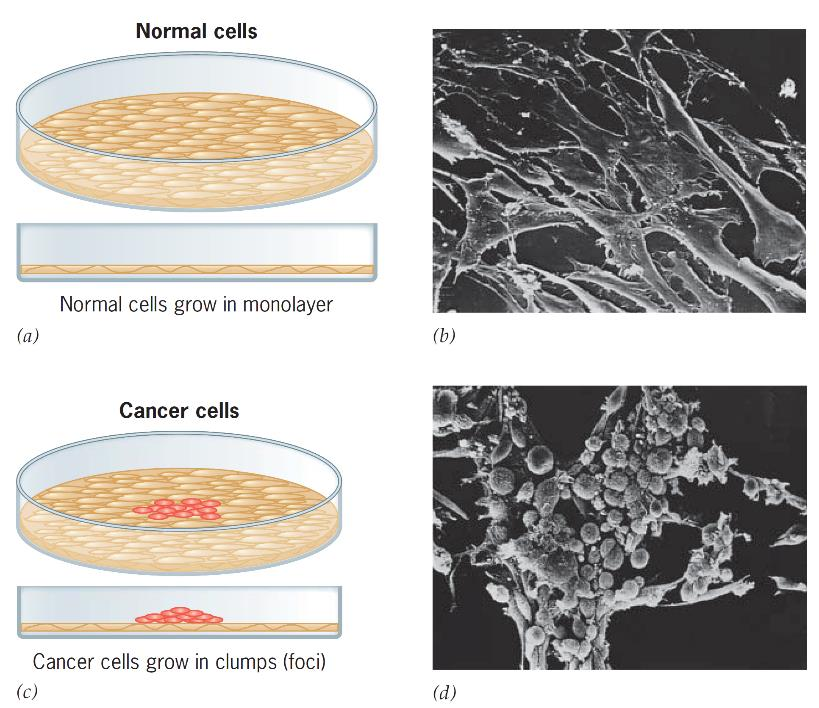 Normal cells
Normal cells grow in monolayer
(a)
(b)
Cancer cells
Cancer cells grow in clumps (foci)
(c)
(d)